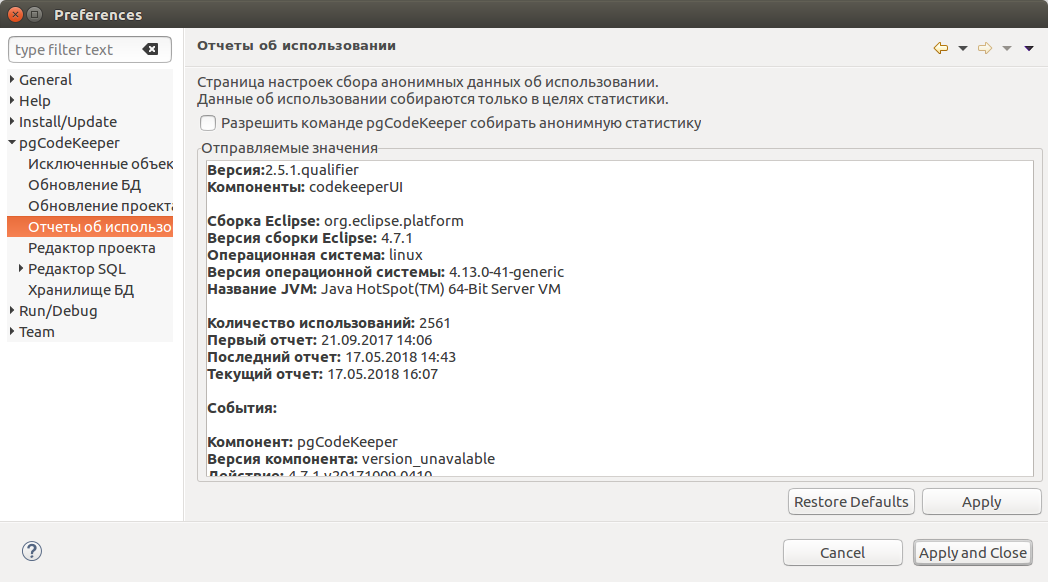 Preferences
type filter text
General
Help
Install/Update
pgCodeKeeper
Исключенные объек
Обновление БД
Обновление проекта
Отчеты об использо
Редактор проекта
Редактор SQL
Хранилище БД
Run/Debug
Team
Отчеты об использовании
Страница настроек сбора анонимных данных об использовании.
Данные об использовании собираются только в целях статистики.
Разрешить команде pgCodeKeeper собирать анонимную статистику
Отправляемые значения
Версия:2.5.1.qualifier
Компоненты: codekeeperUI
Сборка Eclipse: org.eclipse.platform
Версия сборки Eclipse: 4.7.1
Операционная система: linux
Версия операционной системы: 4.13.0-41-generic
Название JVM: Java HotSpot(TM) 64-Bit Server VM
Количество использований: 2561
Первый отчет: 21.09.2017 14:06
Последний отчет: 17.05.2018 14:43
Текущий отчет: 17.05.2018 16:07
События:
Компонент: pgCodeKeeper
Версия компонента: version_unavalable
Действие: 4.7.1.v20171009-0410
Restore Defaults
Apply
?
Cancel
Apply and Close